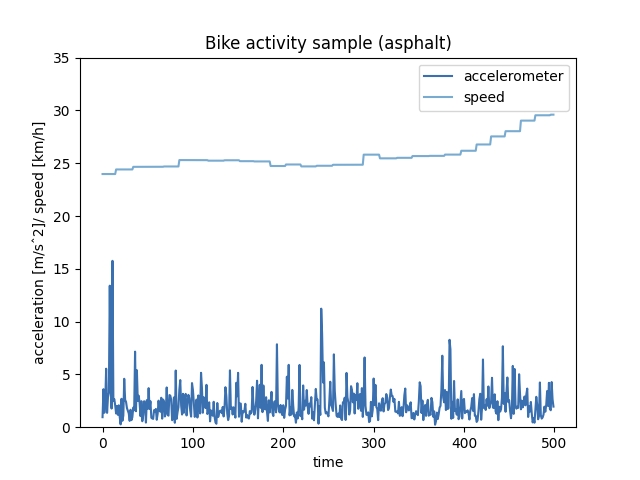 Bike activity sample (asphalt)
accelerometer
speed
35
30
25
20
15
10
5
0
acceleration [m/sˆ2]/ speed [km/h]
0 100 200 300 400 500
time